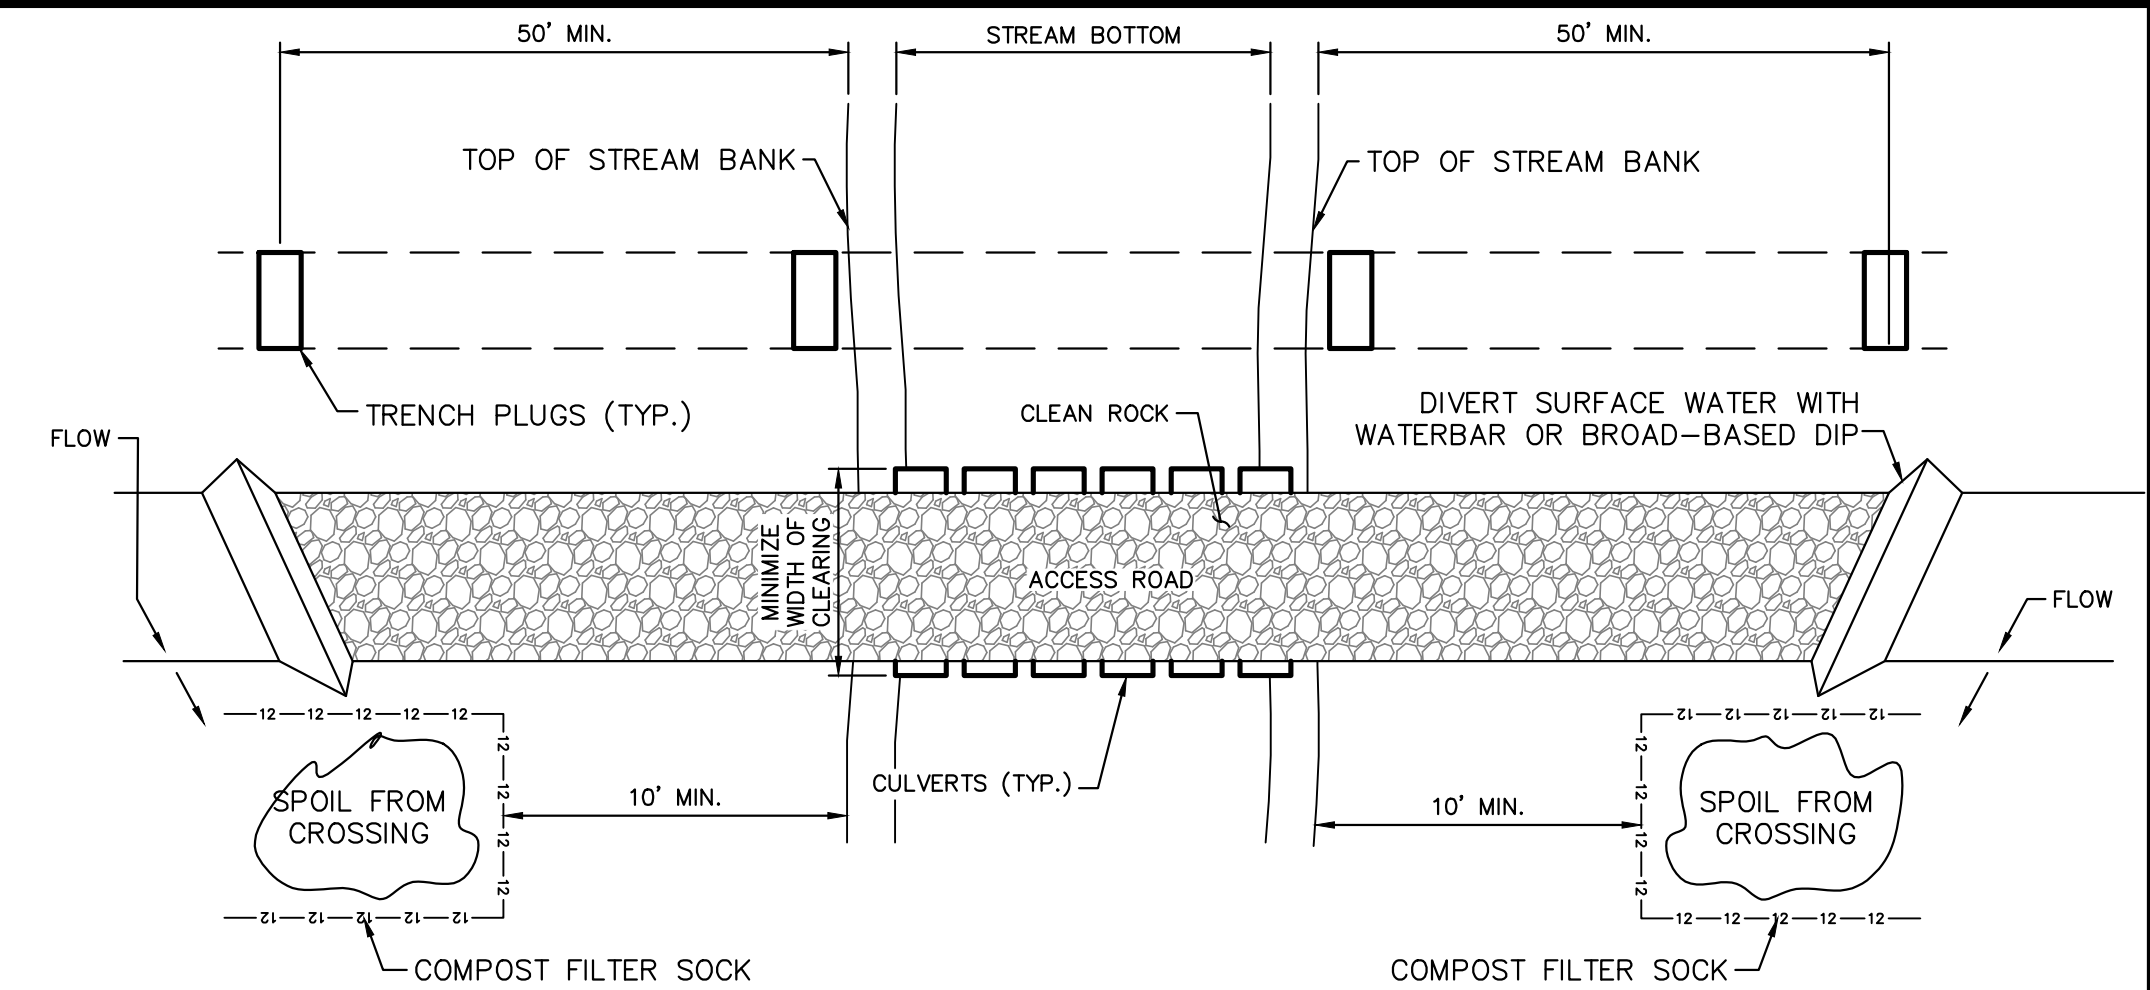 50' MIN.
STREAM BOTTOM
50' MIN.
TOP OF STREAM BANK
TOP OF STREAM BANK
TRENCH PLUGS (TYP.)
CLEAN ROCK
DIVERT SURFACE WATER WITH
WATERBAR OR BROAD-BASED DIP
FLOW
MINIMIZE
WIDTH OF
CLEARING
ACCESS ROAD
FLOW
12 12 12 12 12
12 12 12 12
12 12 12 12 12
SPOIL FROM
CROSSING
10' MIN.
CULVERTS (TYP.)
10' MIN.
12 12 12 12 12
12 12 12 12
12 12 12 12 12
SPOIL FROM
CROSSING
COMPOST FILTER SOCK
COMPOST FILTER SOCK